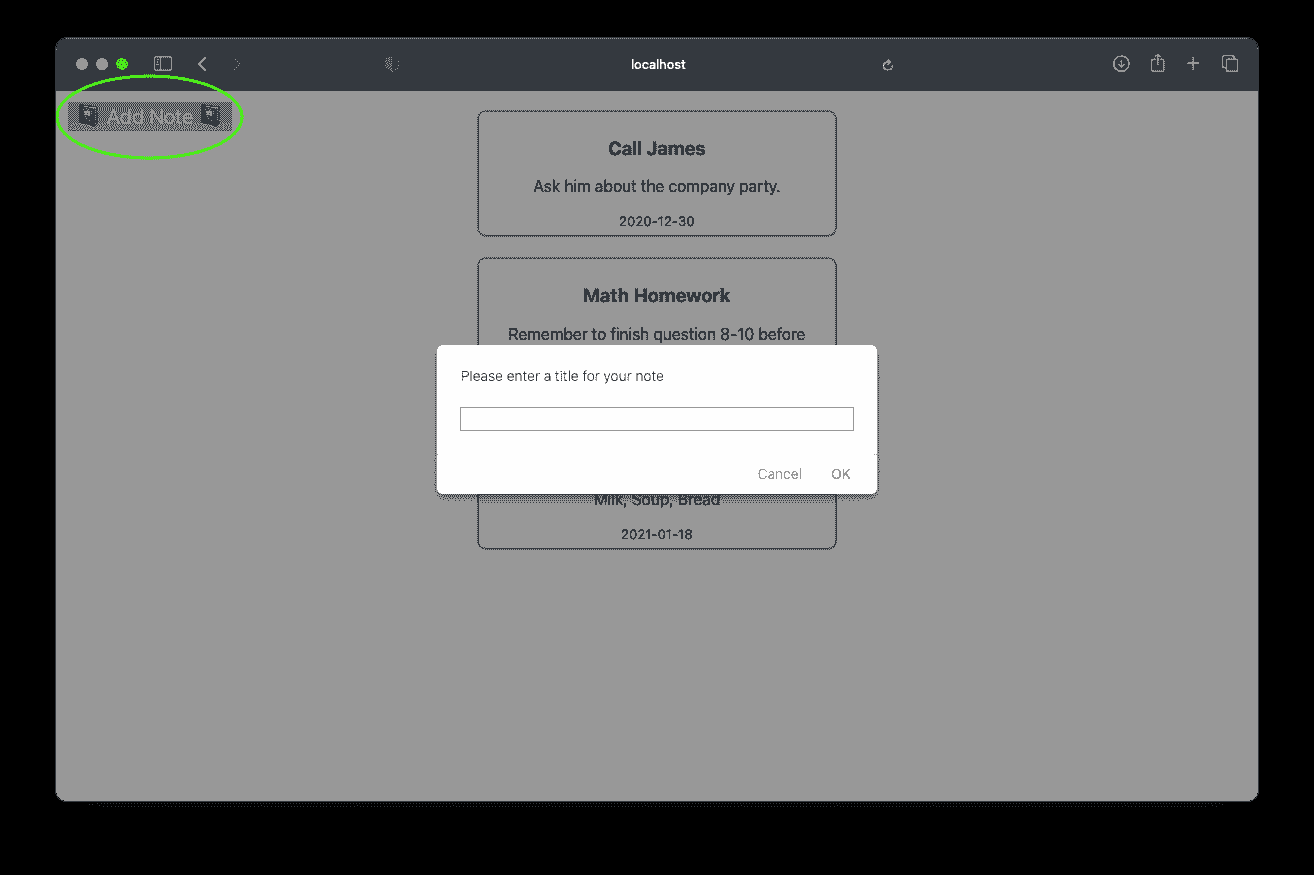 localhost
Add Note
Call James
Ask him about the company party.
2020-12-30
Math Homework
Remember to finish question 8-10 before
Please enter a title for your note
Cancel OK
Milk, Soup, Bread
2021-01-18